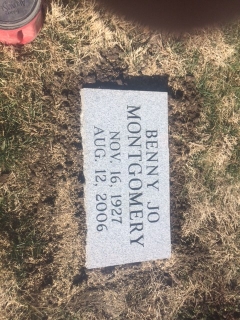 BENNY JO
MONTGOMERY
NOV. 16, 1927
AUG. 12, 2006